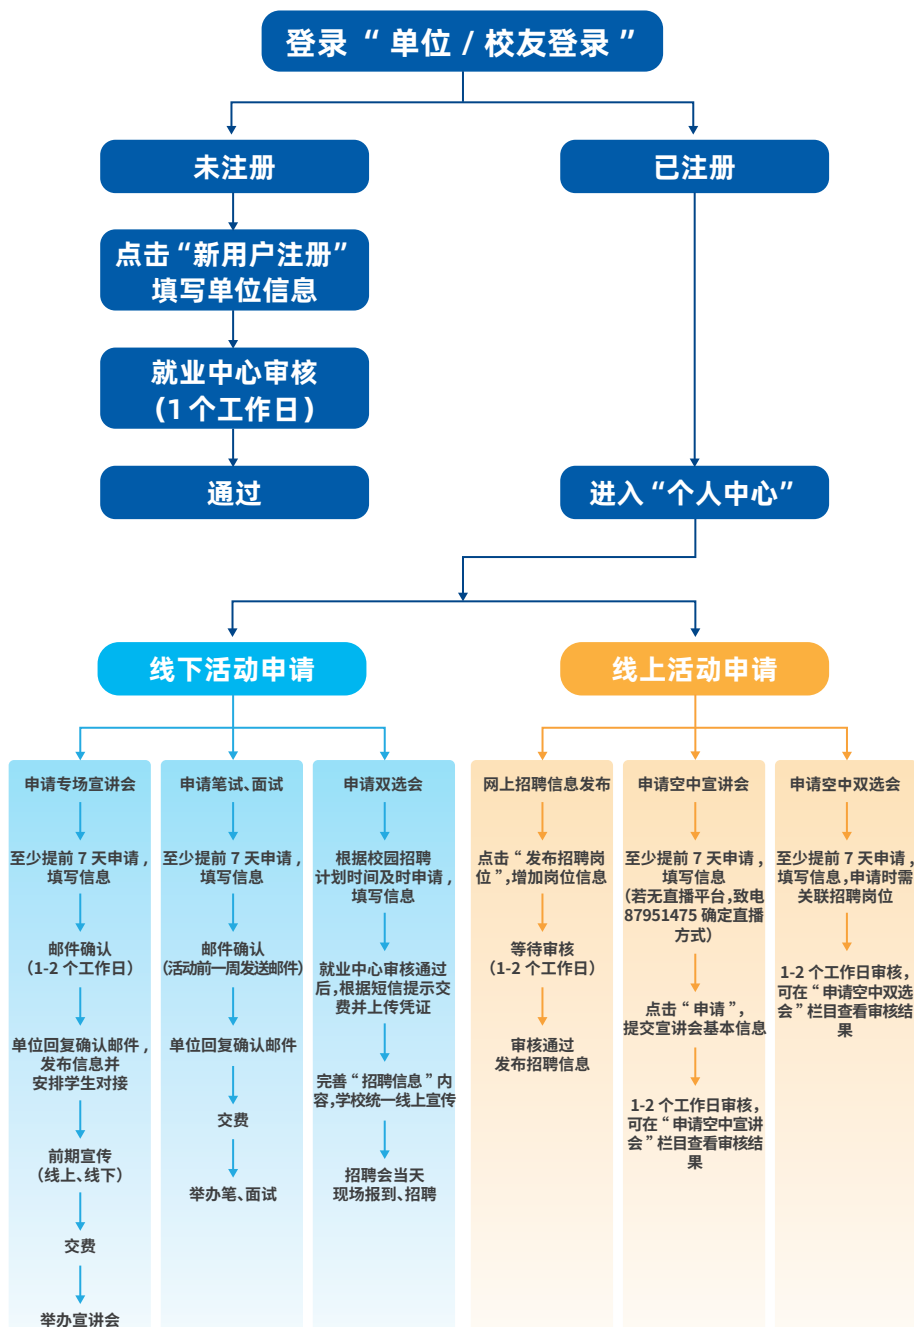 登录 “ 单位 / 校友登录 ”
未注册
已注册
点击 “新用户注册”
填写单位信息
就业中心审核
(1 个工作日)
通过
进入 “个人中心”
线下活动申请
线上活动申请
申请专场宣讲会
至少提前 7 天申请 ,
填写信息
邮件确认
(1-2 个工作日)
单位回复确认邮件 ,
发布信息并
安排学生对接
前期宣传
(线上、线下)
交费
举办宣讲会
申请笔试、面试
至少提前 7 天申请 ,
填写信息
邮件确认
(活动前一周发送邮件)
单位回复确认邮件
交费
举办笔、面试
申请双选会
根据校园招聘
计划时间及时申请 ,
填写信息
就业中心审核通过
后 , 根据短信提示交
费并上传凭证
完善 “ 招聘信息 ” 内
容,学校统一线上宣传
招聘会当天
现场报到、招聘
网上招聘信息发布
点击 “ 发布招聘岗
位 ” ,增加岗位信息
等待审核
(1-2 个工作日)
审核通过
发布招聘信息
申请空中宣讲会
至少提前 7 天申请 ,
填写信息
(若无直播平台,致电
87951475 确定直播
方式)
点击 “ 申请 ”,
提交宣讲会基本信息
1-2 个工作日审核,
可在 “ 申请空中宣讲
会 ” 栏目查看审核结
果
申请空中双选会
至少提前 7 天申请 ,
填写信息 ,申请时需
关联招聘岗位
1-2 个工作日审核,
可在 “ 申请空中双选
会 ” 栏目查看审核结
果